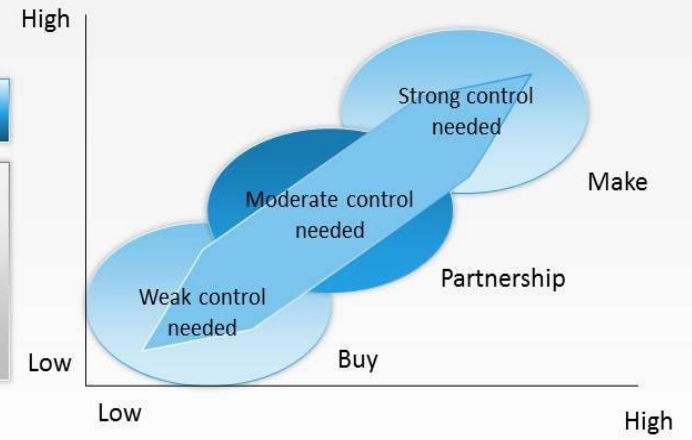 High
Strong control
needed
Make
Moderate control
needed
Partnership
Weak control
needed
Buy
Low
Low
High